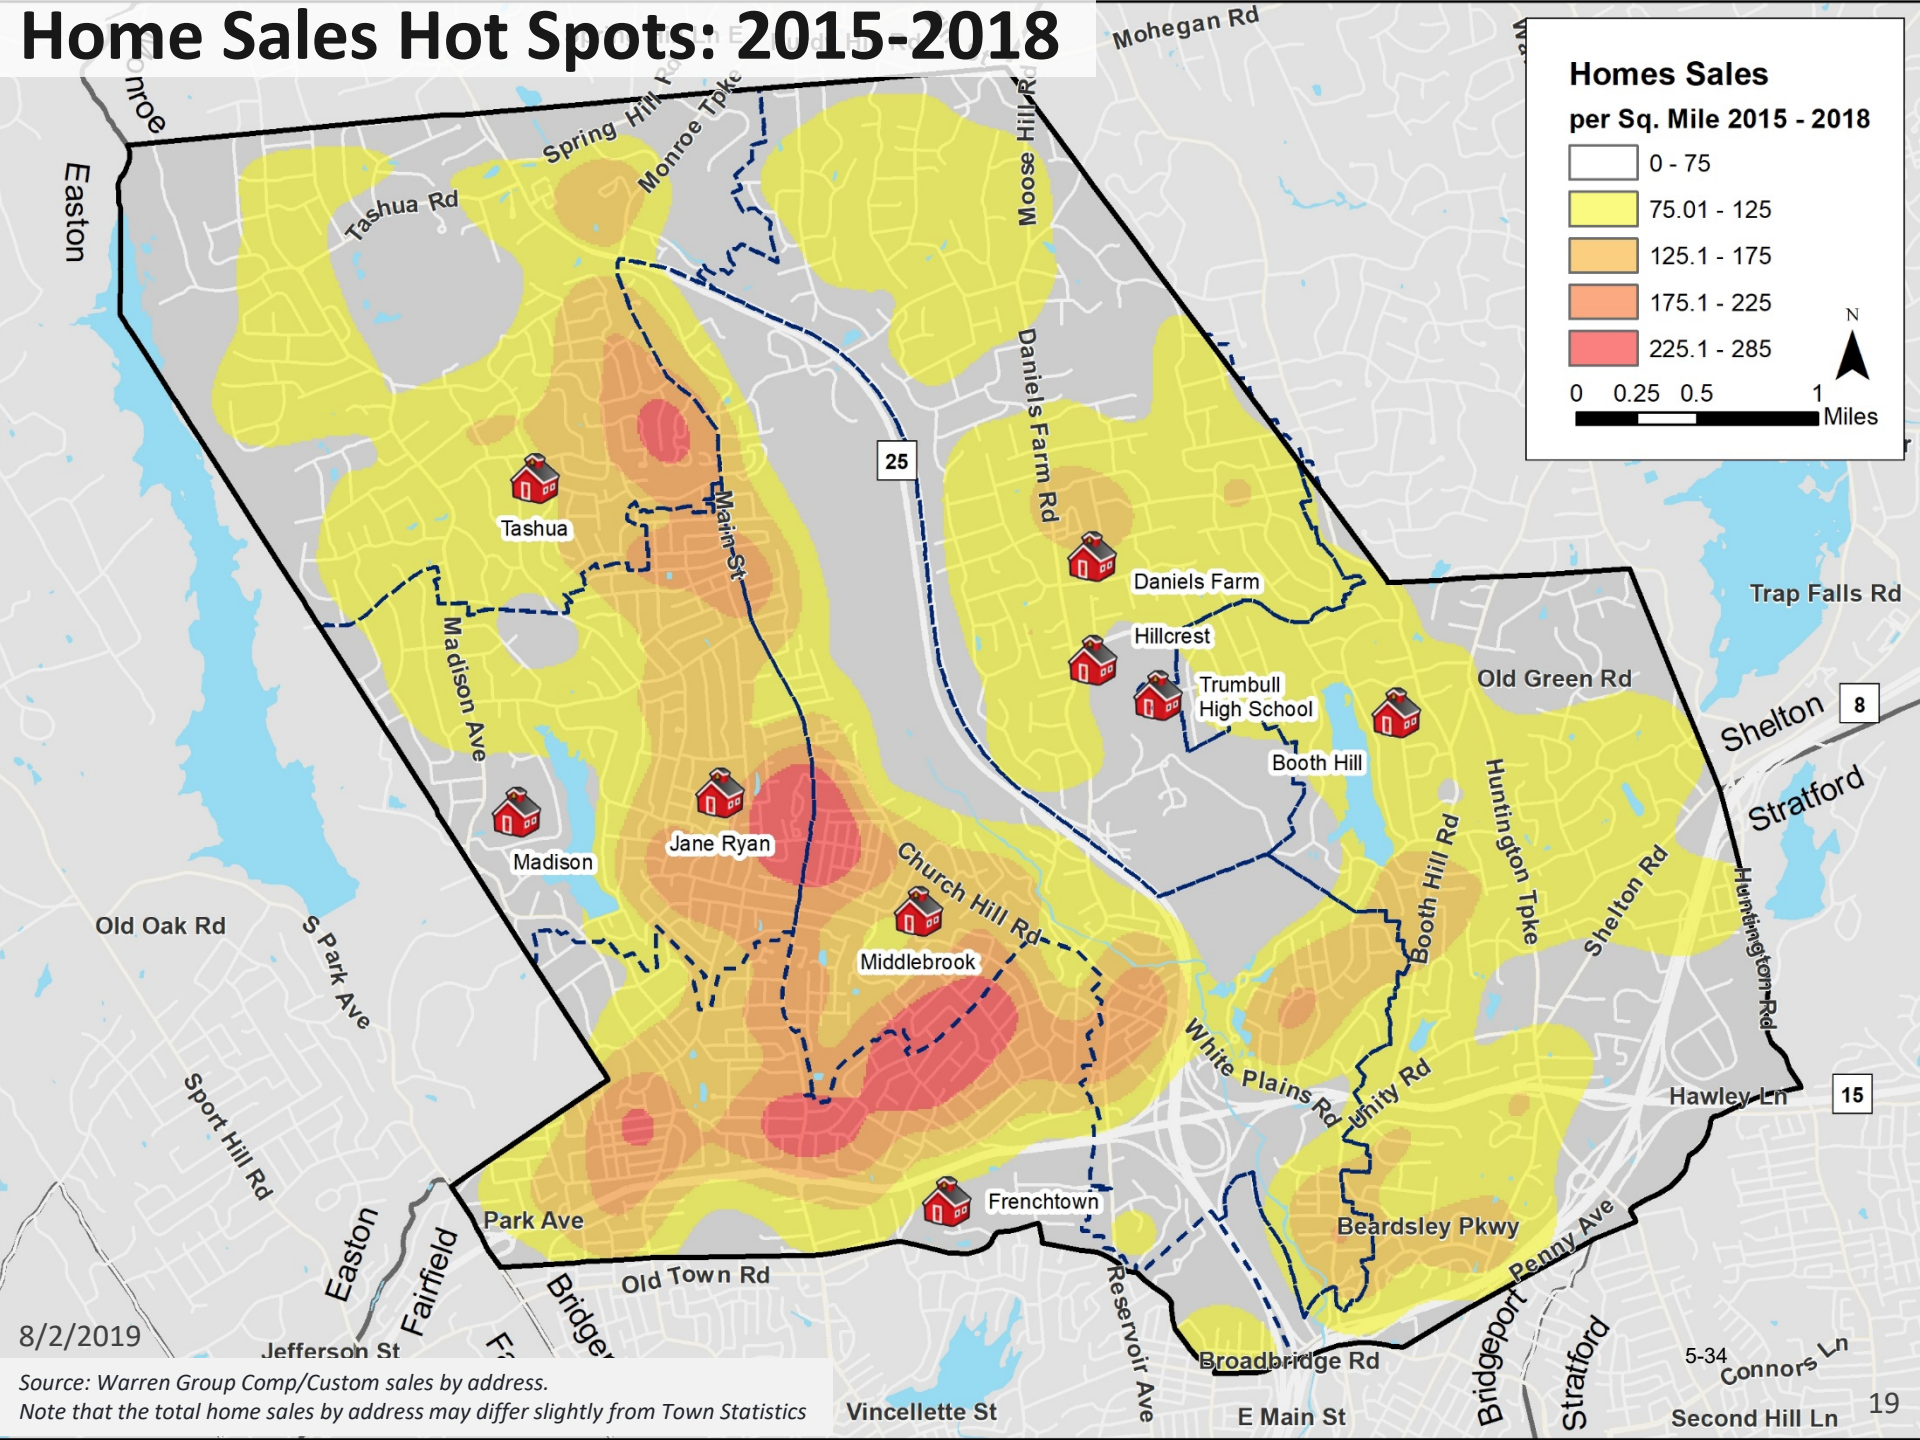 Home Sales Hot Spots: 2015-2018
Mohegan Rd
Homes Sales
per Sq. Mile 2015 - 2018
0 - 75
75.01 - 125
125.1 - 175
175.1 - 225
225.1 - 285
N
0 0.25 0.5 1
Miles
Spring Hill Rd
Monroe Tpke
Moose Hill Rd
Easton
Tashua Rd
Daniels Farm Rd
25
Tashua
Main St
Daniels Farm
Hillcrest
Trumbull
High School
Booth Hill
Madison Ave
Trap Falls Rd
Old Green Rd
Shelton
8
Stratford
Jane Ryan
Madison
Church Hill Rd
Middlebrook
Booth Hill Rd
Huntington Tpke
Shelton Rd
Huntington Rd
Old Oak Rd
S Park Ave
White Plains Rd
Unity Rd
Hawley Ln
15
Sport Hill Rd
Frenchtown
Park Ave
Beardsley Pkwy
Penny Ave
Easton
Fairfield
Old Town Rd
Reservoir Ave
Bridgeport
Stratford
8/2/2019
Jefferson St
Broadbridge Rd
5-34
Connors Ln
Source: Warren Group Comp/Custom sales by address.
Note that the total home sales by address may differ slightly from Town Statistics
Vincellette St
E Main St
Second Hill Ln
19